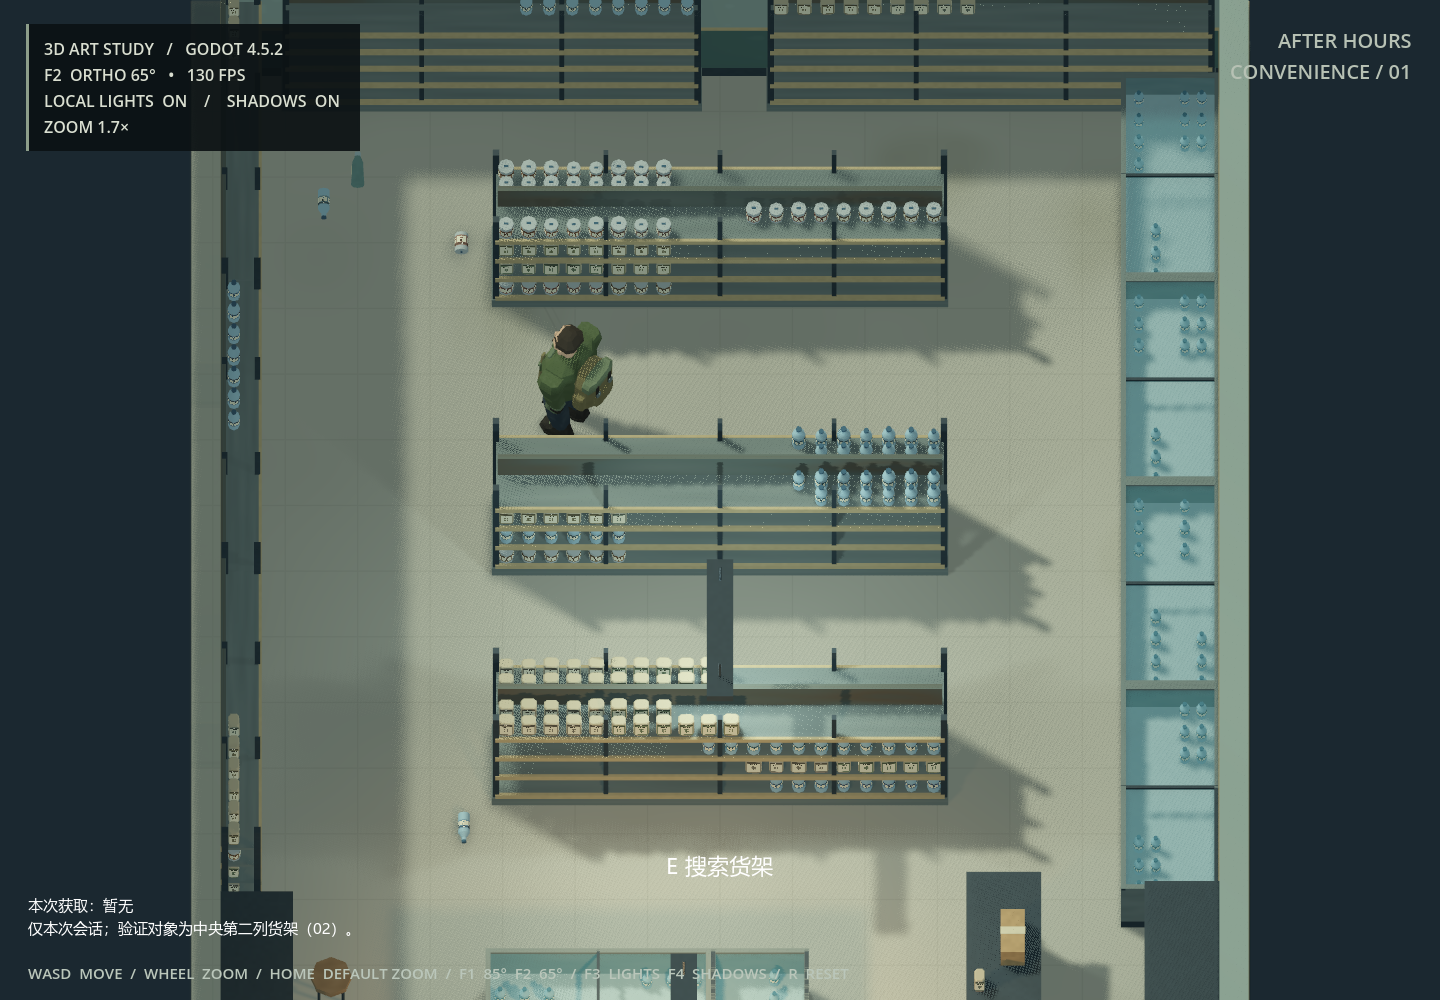 3D ART STUDY / GODOT 4.5.2
F2 ORTHO 65° • 130 FPS
LOCAL LIGHTS ON / SHADOWS ON
ZOOM 1.7×
AFTER HOURS
CONVENIENCE / 01
E 搜索货架
本次获取：暂无
仅本次会话；验证对象为中央第二列货架（02）。
WASD MOVE / WHEEL ZOOM / HOME DEFAULT ZOOM / F1 85° F2 65° / F3 LIGHTS F4 SHADOWS / R RESET